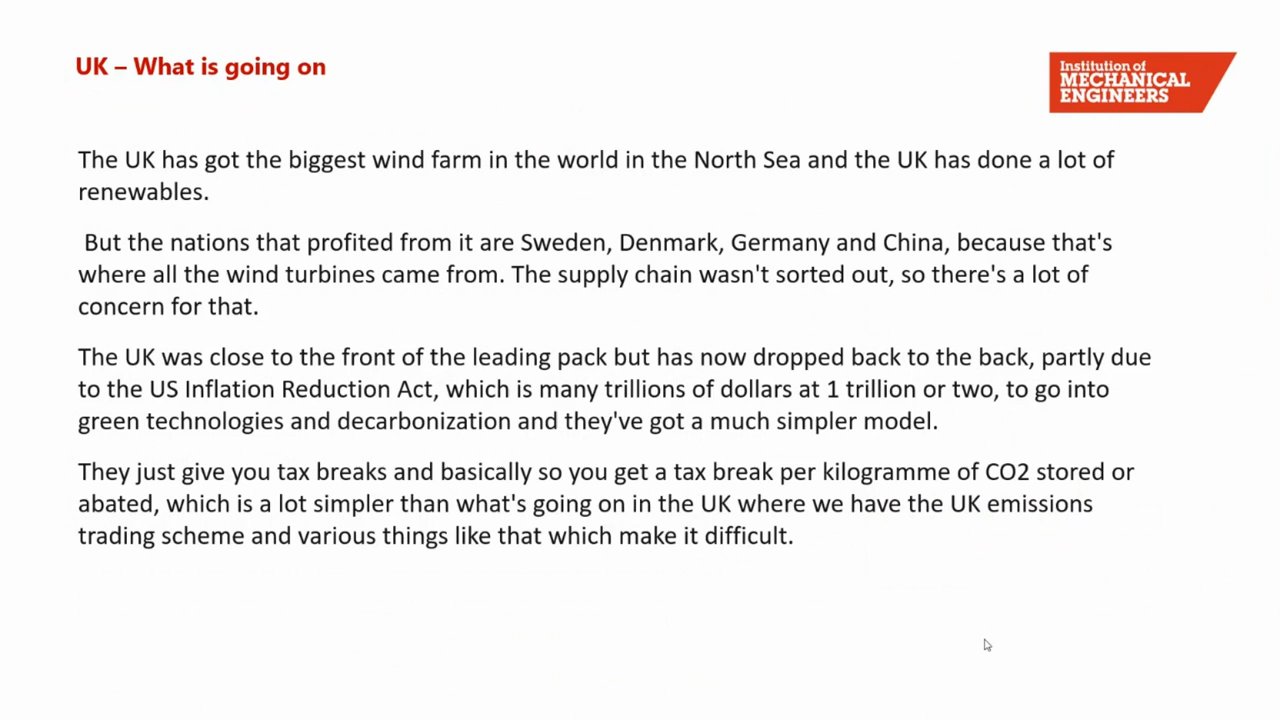 UK – What is going on
Institution of
MECHANICAL
ENGINEERS
The UK has got the biggest wind farm in the world in the North Sea and the UK has done a lot of
renewables.
But the nations that profited from it are Sweden, Denmark, Germany and China, because that's
where all the wind turbines came from. The supply chain wasn't sorted out, so there's a lot of
concern for that.
The UK was close to the front of the leading pack but has now dropped back to the back, partly due
to the US Inflation Reduction Act, which is many trillions of dollars at 1 trillion or two, to go into
green technologies and decarbonization and they've got a much simpler model.
They just give you tax breaks and basically so you get a tax break per kilogramme of CO2 stored or
abated, which is a lot simpler than what's going on in the UK where we have the UK emissions
trading scheme and various things like that which make it difficult.